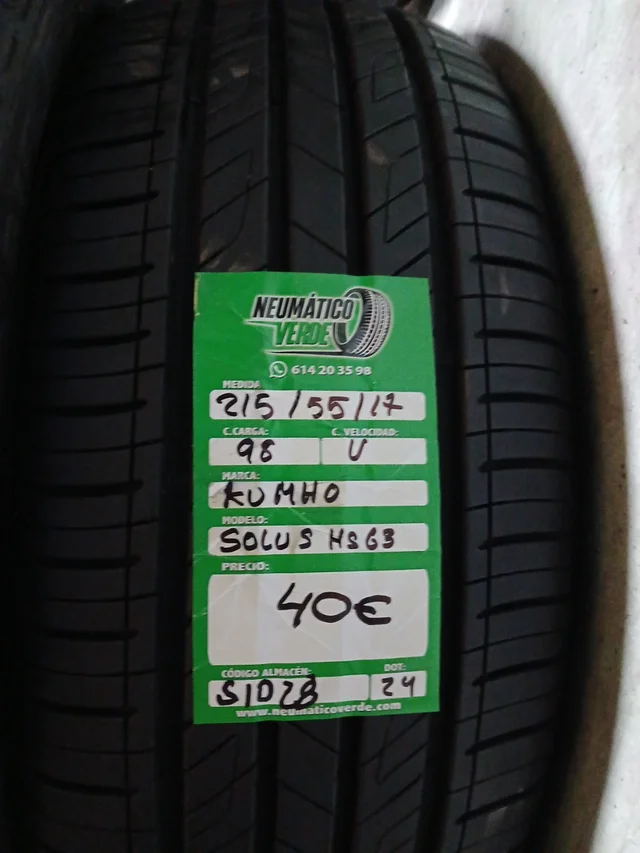 NEUMÁTICO
VERDE
614 20 35 98
MEDIDA
215/55/17
C.CARGA: C. VELOCIDAD:
98 V
MARCA:
KUMHO
MODELO:
SOLUS HS63
PRECIO:
40€
CÓDIGO ALMACÉN: DOT:
S1D28 24
www.neumaticoverde.com